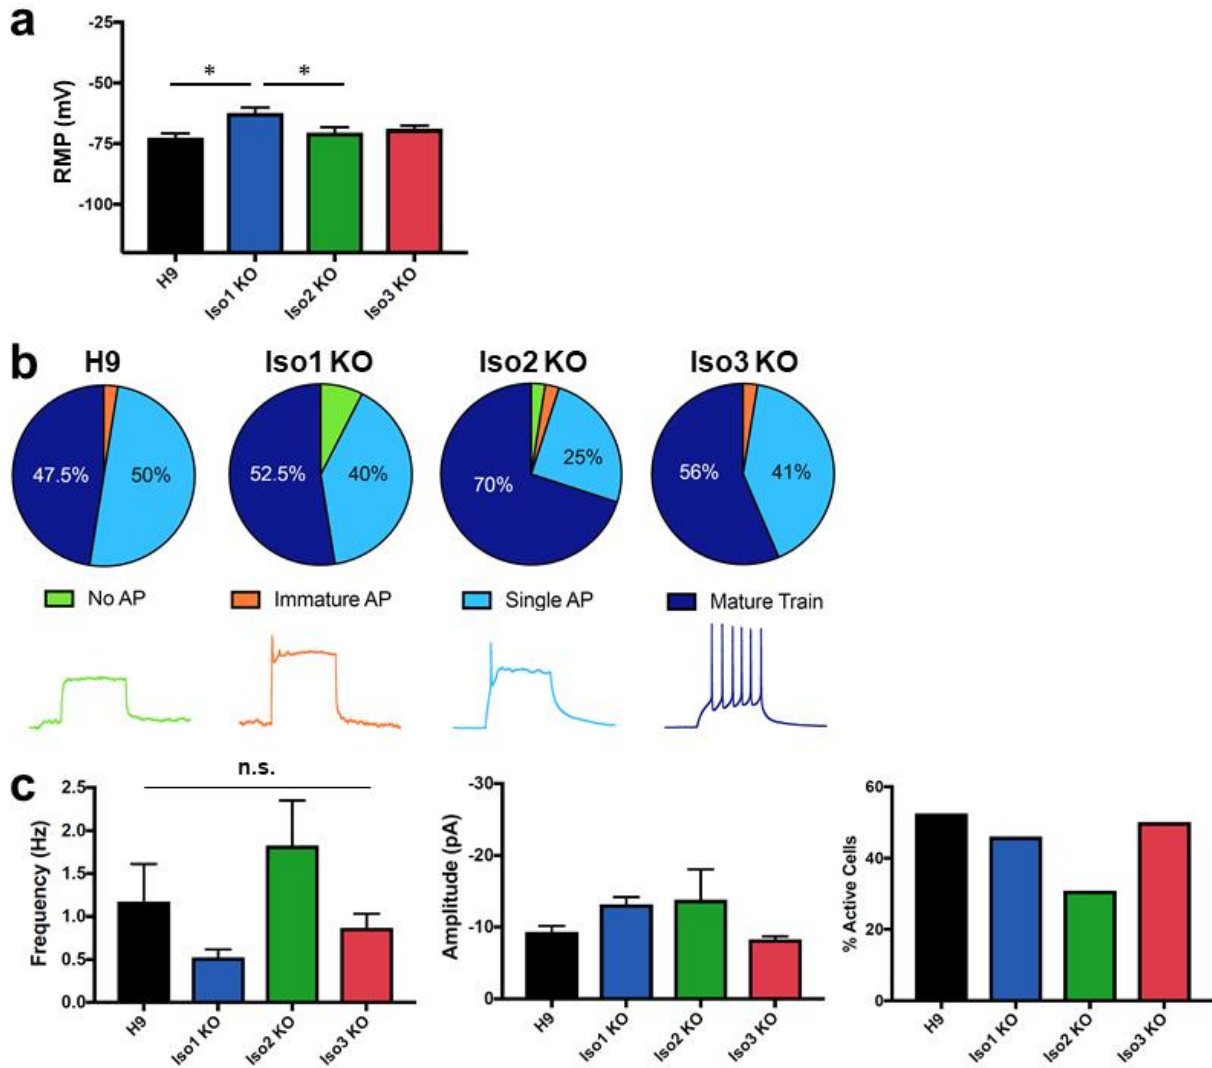 a
RMP (mV)
-25
-50
-75
-100
* *
H9 Iso1 KO Iso2 KO Iso3 KO
b
H9 Iso1 KO Iso2 KO Iso3 KO
47.5% 50% 52.5% 40% 70% 25% 56% 41%
No AP Immature AP Single AP Mature Train
c
n.s.
Frequency (Hz)
2.5
2.0
1.5
1.0
0.5
0.0
H9 Iso1 KO Iso2 KO Iso3 KO
Amplitude (pA)
-30
-20
-10
0
H9 Iso1 KO Iso2 KO Iso3 KO
% Active Cells
60
40
20
0
H9 Iso1 KO Iso2 KO Iso3 KO